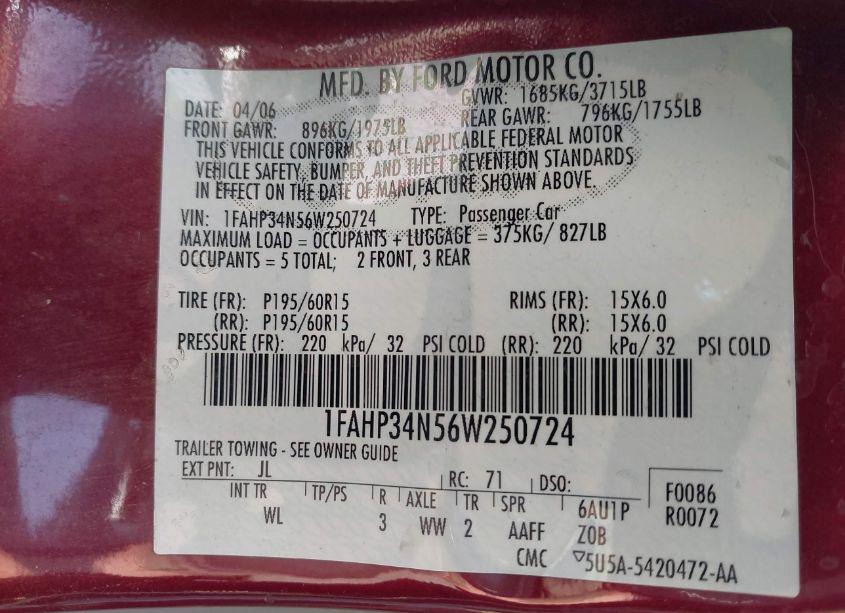 MFD. BY FORD MOTOR CO.
DATE: 04/06 GVWR: 1685KG/3715LB
FRONT GAWR: 896KG/1975LB REAR GAWR: 796KG/1755LB
THIS VEHICLE CONFORMS TO ALL APPLICABLE FEDERAL MOTOR
VEHICLE SAFETY, BUMPER, AND THEFT PREVENTION STANDARDS
IN EFFECT ON THE DATE OF MANUFACTURE SHOWN ABOVE.
VIN: 1FAHP34N56W250724 TYPE: Passenger Car
MAXIMUM LOAD = OCCUPANTS + LUGGAGE = 375KG/ 827LB
OCCUPANTS = 5 TOTAL; 2 FRONT, 3 REAR
TIRE (FR): P195/60R15 RIMS (FR): 15X6.0
(RR): P195/60R15 (RR): 15X6.0
PRESSURE (FR): 220 kPa/ 32 PSI COLD (RR): 220 kPa/ 32 PSI COLD
1FAHP34N56W250724
TRAILER TOWING - SEE OWNER GUIDE
EXT PNT: JL RC: 71 DSO: F0086
INT TR TP/PS R AXLE TR SPR 6AU1P R0072
WL 3 WW 2 AAFF ZOB
CMC ▽5U5A-5420472-AA